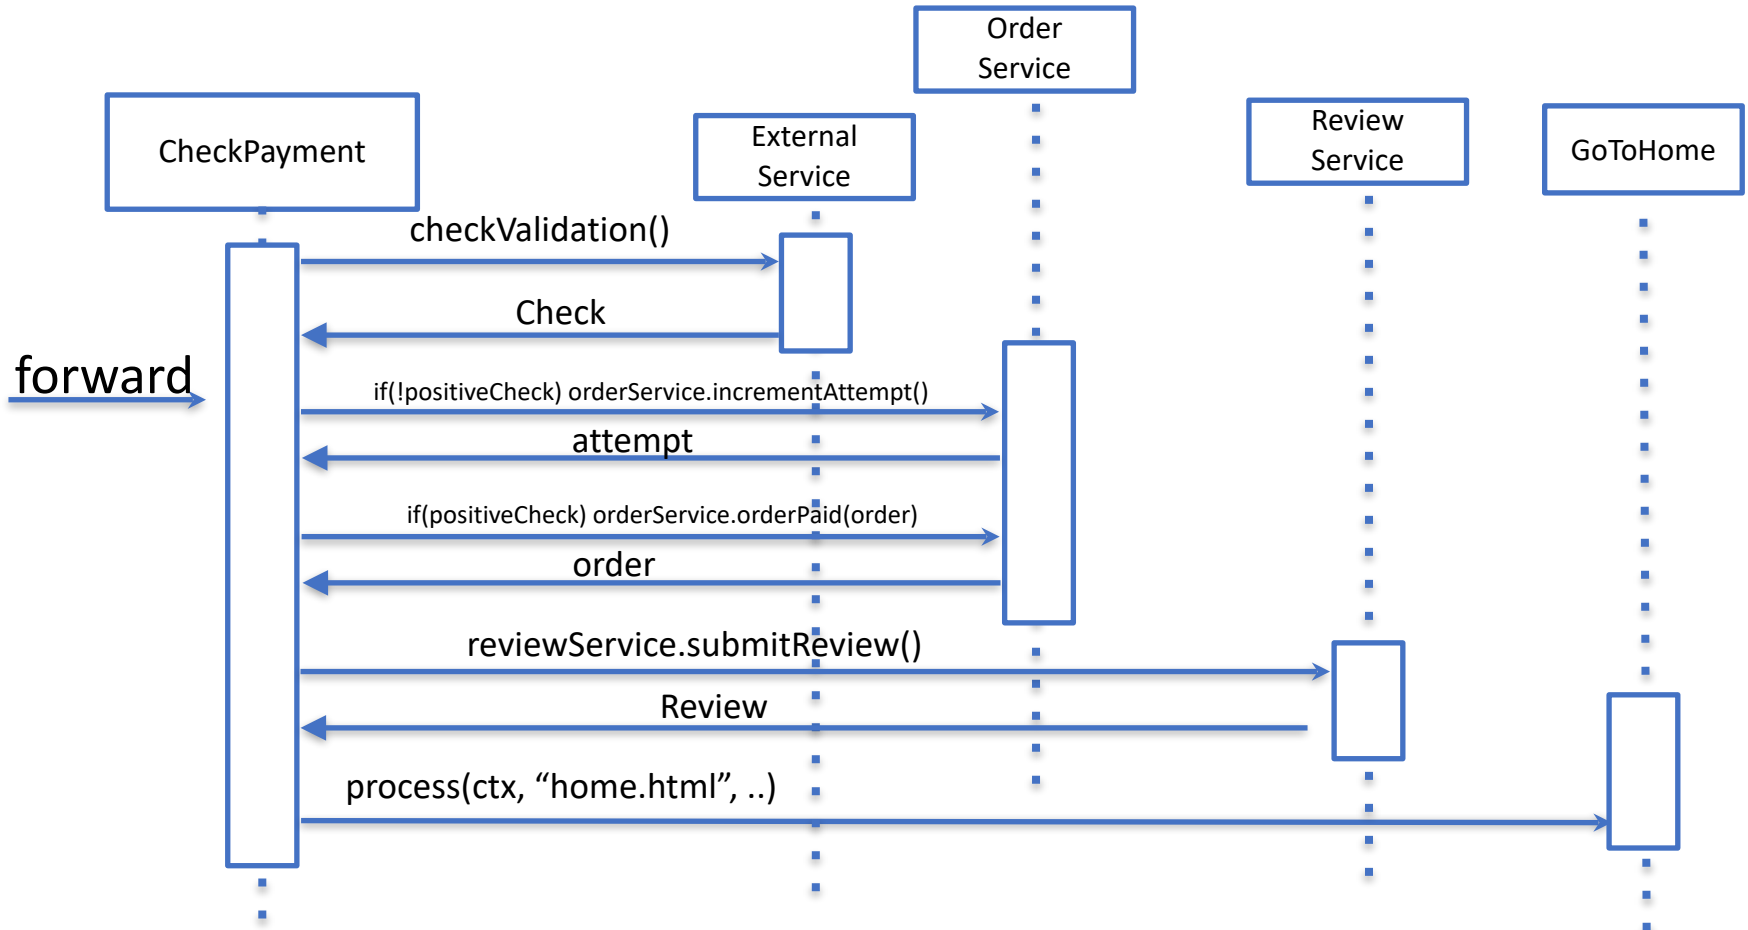 Order
Service
CheckPayment
External
Service
Review
Service
GoToHome
checkValidation()
Check
forward
if(!positiveCheck) orderService.incrementAttempt()
attempt
if(positiveCheck) orderService.orderPaid(order)
order
reviewService.submitReview()
Review
process(ctx, “home.html”, ..)